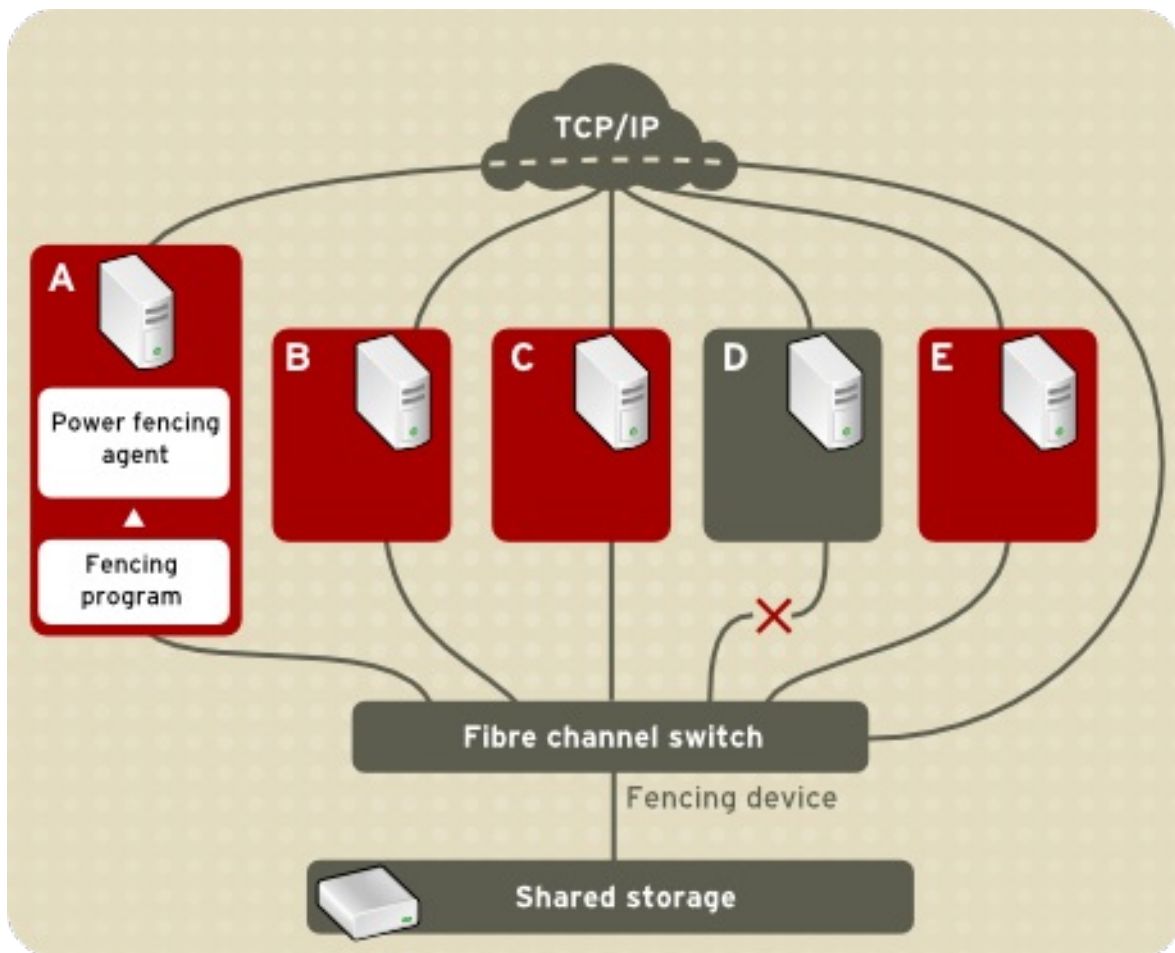 TCP/IP
A
Power fencing
agent
Fencing
program
B
C
D
E
Fibre channel switch
Fencing device
Shared storage